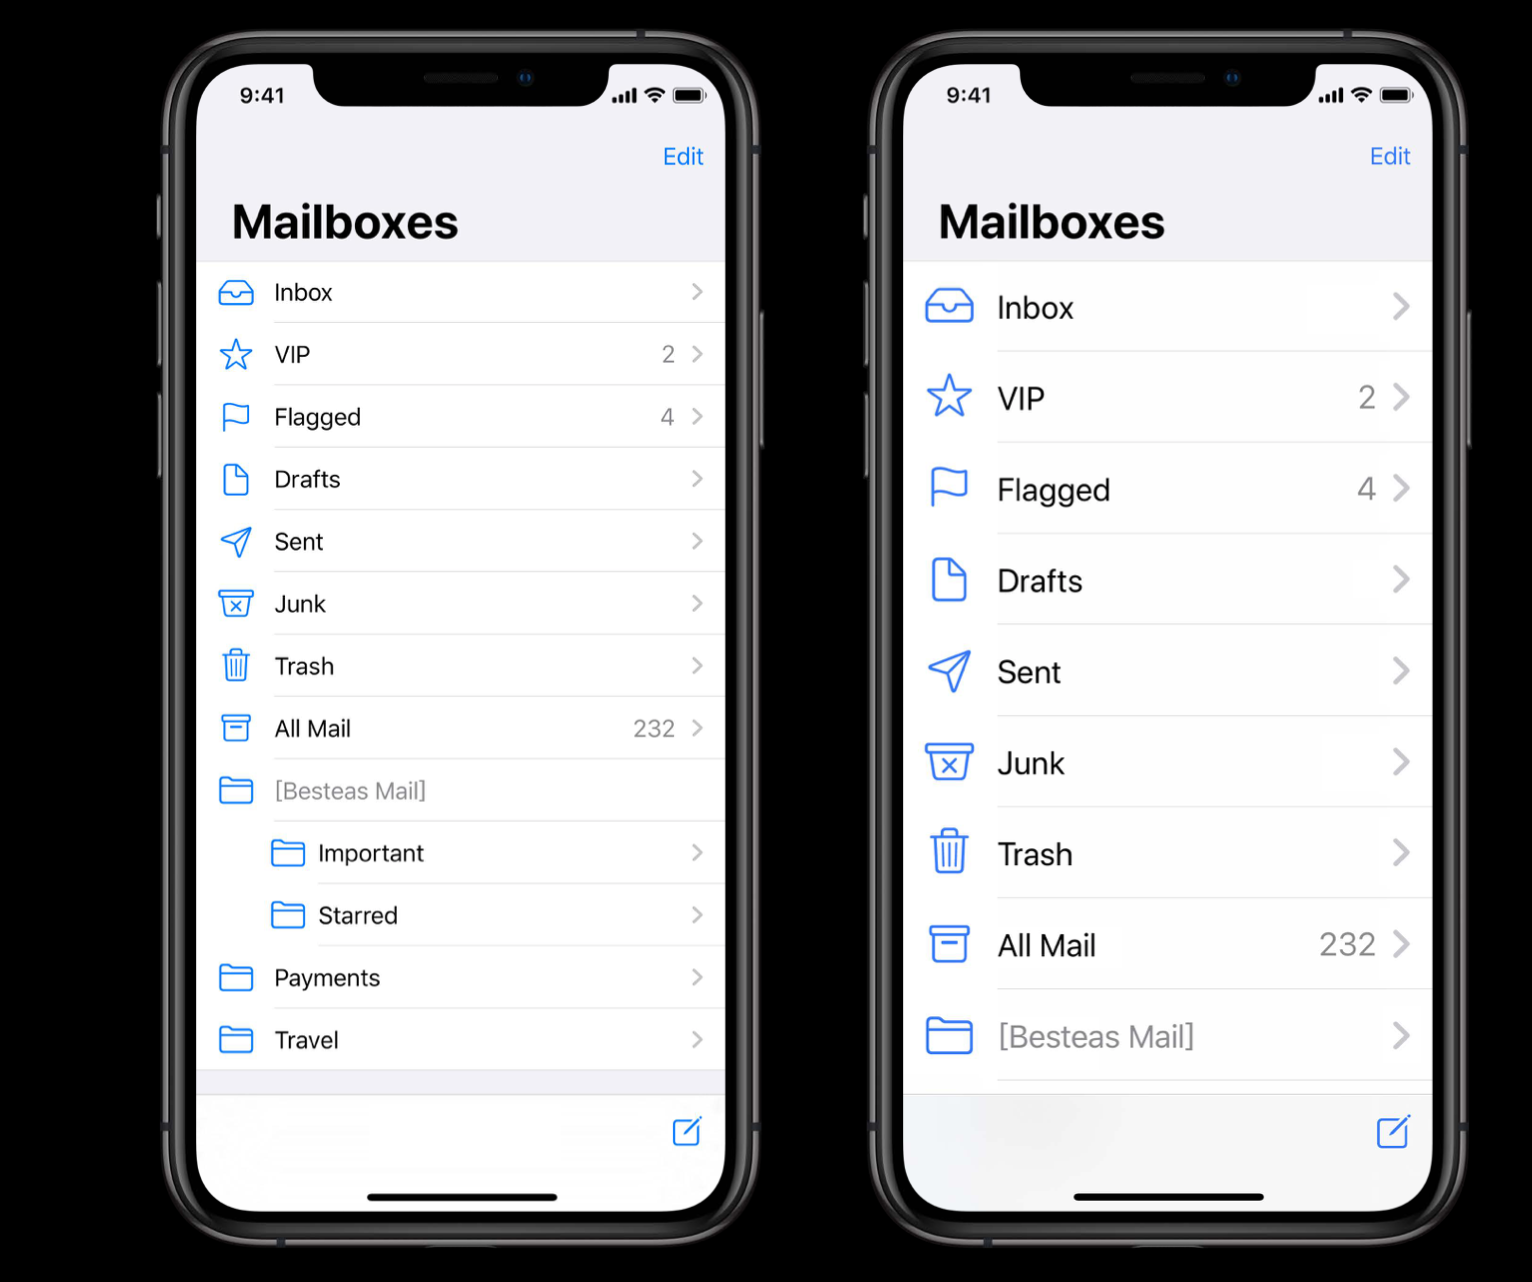 9:41
Edit
Mailboxes
Inbox
VIP 2
Flagged 4
Drafts
Sent
Junk
Trash
All Mail 232
[Besteas Mail]
Important
Starred
Payments
Travel
9:41
Edit
Mailboxes
Inbox
VIP 2
Flagged 4
Drafts
Sent
Junk
Trash
All Mail 232
[Besteas Mail]